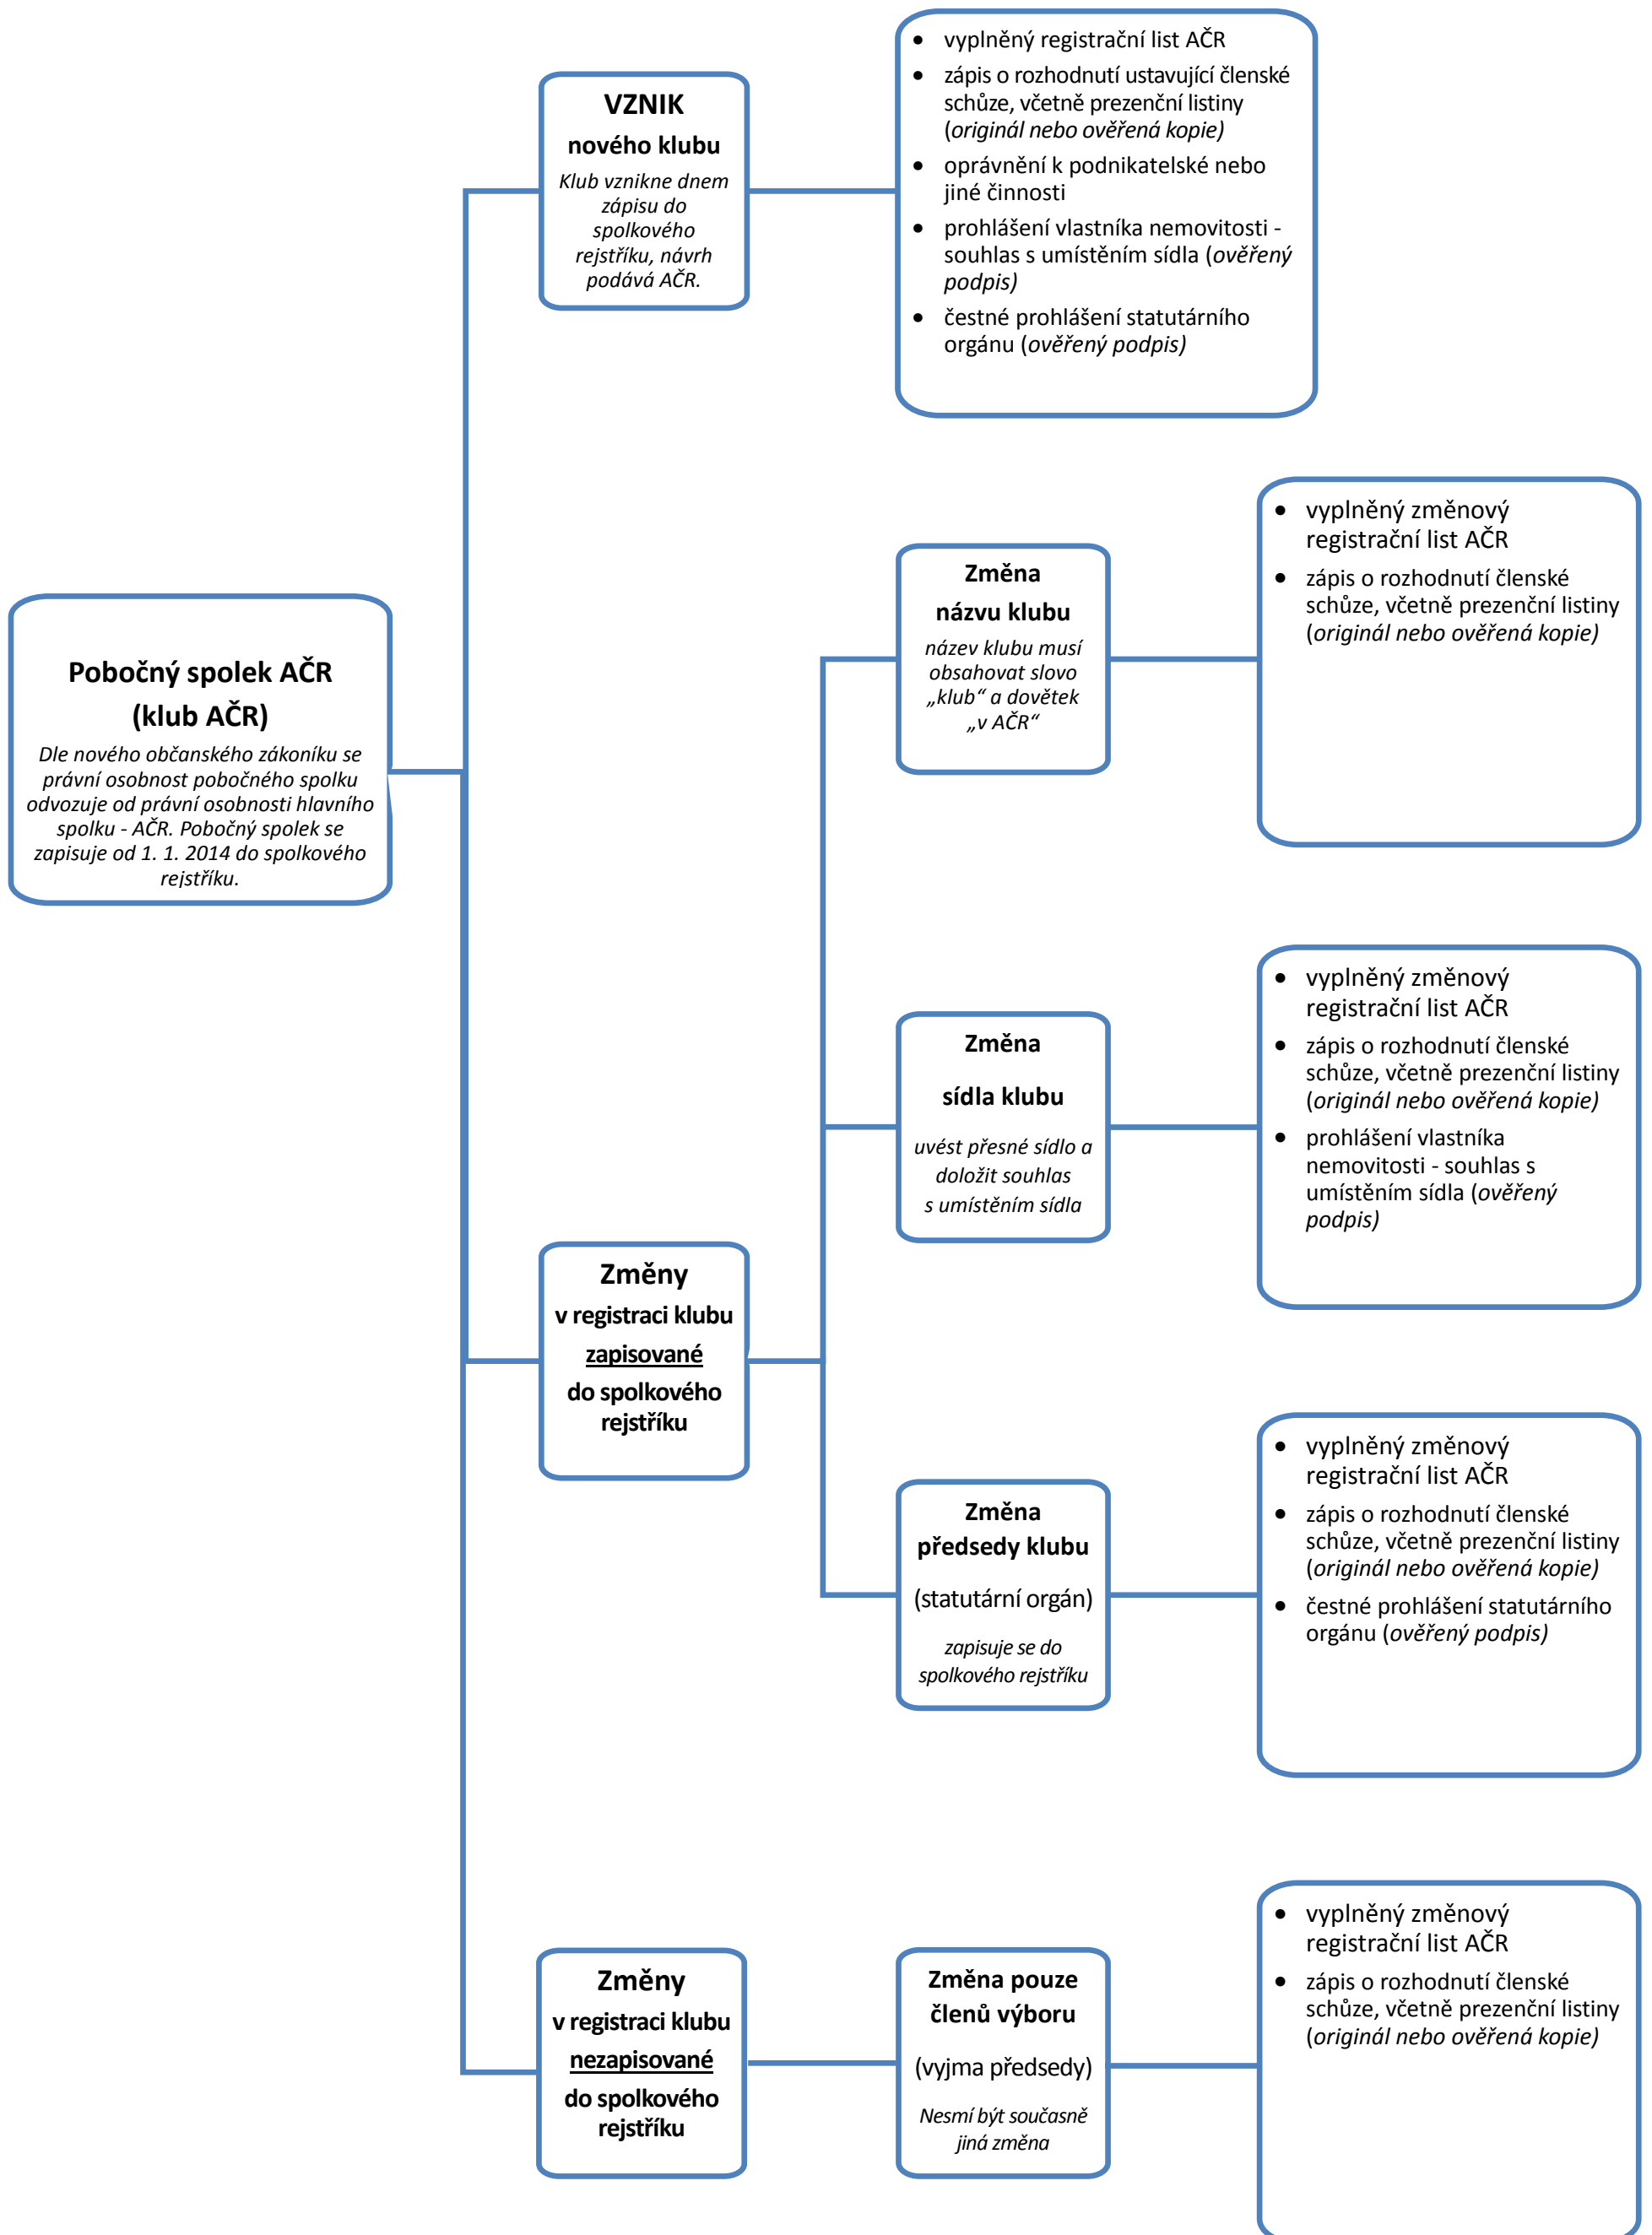 Pobočný spolek AČR
(klub AČR)
Dle nového občanského zákoníku se
právní osobnost pobočného spolku
odvozuje od právní osobnosti hlavního
spolku - AČR. Pobočný spolek se
zapisuje od 1. 1. 2014 do spolkového
rejstříku.
VZNIK
nového klubu
Klub vznikne dnem
zápisu do
spolkového
rejstříku, návrh
podává AČR.
• vyplněný registrační list AČR
• zápis o rozhodnutí ustavující členské
schůze, včetně prezenční listiny
(originál nebo ověřená kopie)
• oprávnění k podnikatelské nebo
jiné činnosti
• prohlášení vlastníka nemovitosti -
souhlas s umístěním sídla (ověřený
podpis)
• čestné prohlášení statutárního
orgánu (ověřený podpis)
Změny
v registraci klubu
zapisované
do spolkového
rejstříku
Změna
názvu klubu
název klubu musí
obsahovat slovo
„klub“ a dovětek
„v AČR“
• vyplněný změnový
registrační list AČR
• zápis o rozhodnutí členské
schůze, včetně prezenční listiny
(originál nebo ověřená kopie)
Změna
sídla klubu
uvést přesné sídlo a
doložit souhlas
s umístěním sídla
• vyplněný změnový
registrační list AČR
• zápis o rozhodnutí členské
schůze, včetně prezenční listiny
(originál nebo ověřená kopie)
• prohlášení vlastníka
nemovitosti - souhlas s
umístěním sídla (ověřený
podpis)
Změna
předsedy klubu
(statutární orgán)
zapisuje se do
spolkového rejstříku
• vyplněný změnový
registrační list AČR
• zápis o rozhodnutí členské
schůze, včetně prezenční listiny
(originál nebo ověřená kopie)
• čestné prohlášení statutárního
orgánu (ověřený podpis)
Změny
v registraci klubu
nezapisované
do spolkového
rejstříku
Změna pouze
členů výboru
(vyjma předsedy)
Nesmí být současně
jiná změna
• vyplněný změnový
registrační list AČR
• zápis o rozhodnutí členské
schůze, včetně prezenční listiny
(originál nebo ověřená kopie)